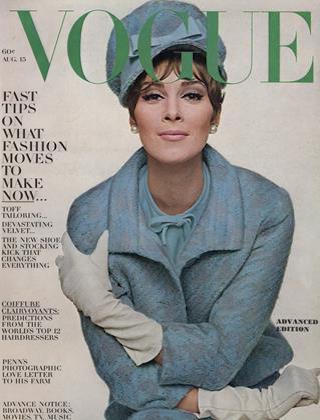 VOGUE
60¢
AUG. 15
FAST
TIPS
ON
WHAT
FASHION
MOVES
TO
MAKE
NOW...
TOFF
TAILORING...
DEVASTATING
VELVET...
THE NEW SHOE
AND STOCKING
KICK THAT
CHANGES
EVERYTHING
COIFFURE
CLAIRVOYANTS:
PREDICTIONS
FROM THE
WORLDS TOP 12
HAIRDRESSERS
PENN'S
PHOTOGRAPHIC
LOVE LETTER
TO HIS FARM
ADVANCE NOTICE:
BROADWAY, BOOKS,
MOVIES, TV, MUSIC
ADVANCED
EDITION